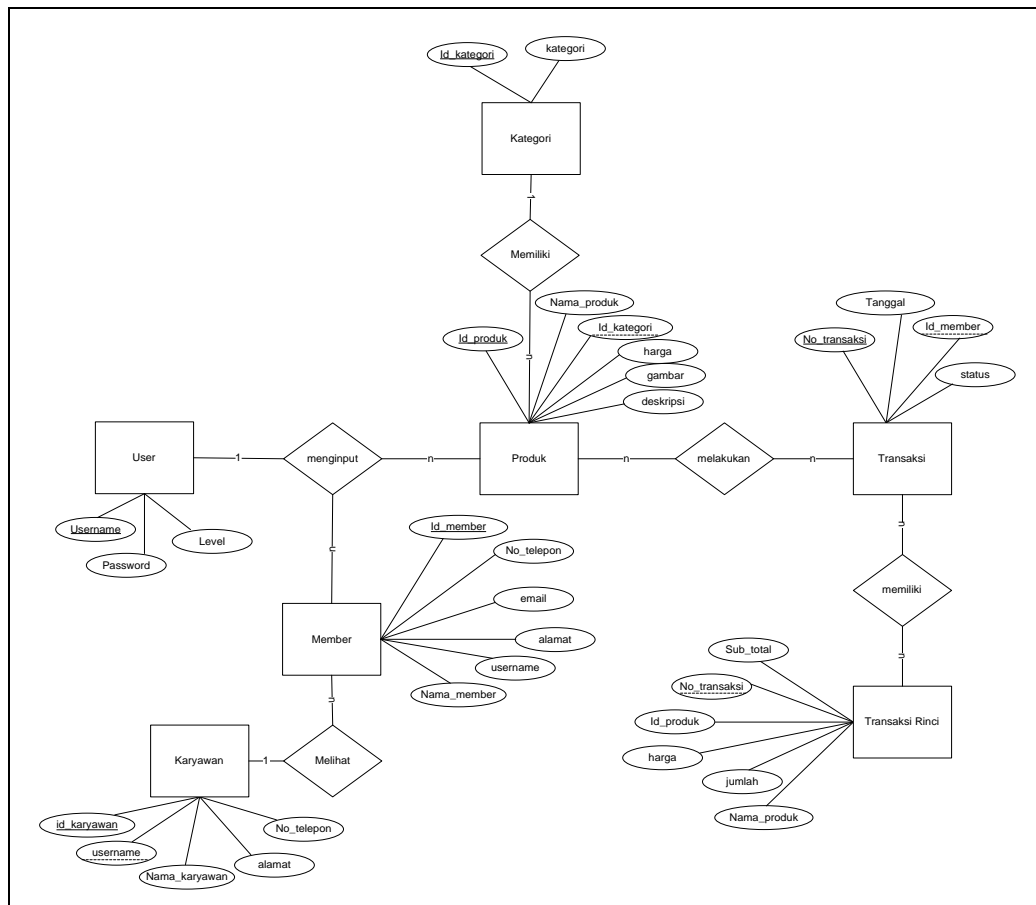 Id_kategori
kategori
Kategori
1
Memiliki
n
Nama_produk
Id_kategori
Id_produk
harga
gambar
deskripsi
Tanggal
Id_member
No_transaksi
status
User
1
menginput
n
Produk
n
melakukan
n
Transaksi
Username
Password
Level
n
Id_member
No_telepon
email
alamat
username
Nama_member
Member
n
memiliki
n
Sub_total
No_transaksi
Id_produk
harga
jumlah
Nama_produk
Transaksi Rinci
n
Karyawan
1
Melihat
id_karyawan
username
Nama_karyawan
alamat
No_telepon